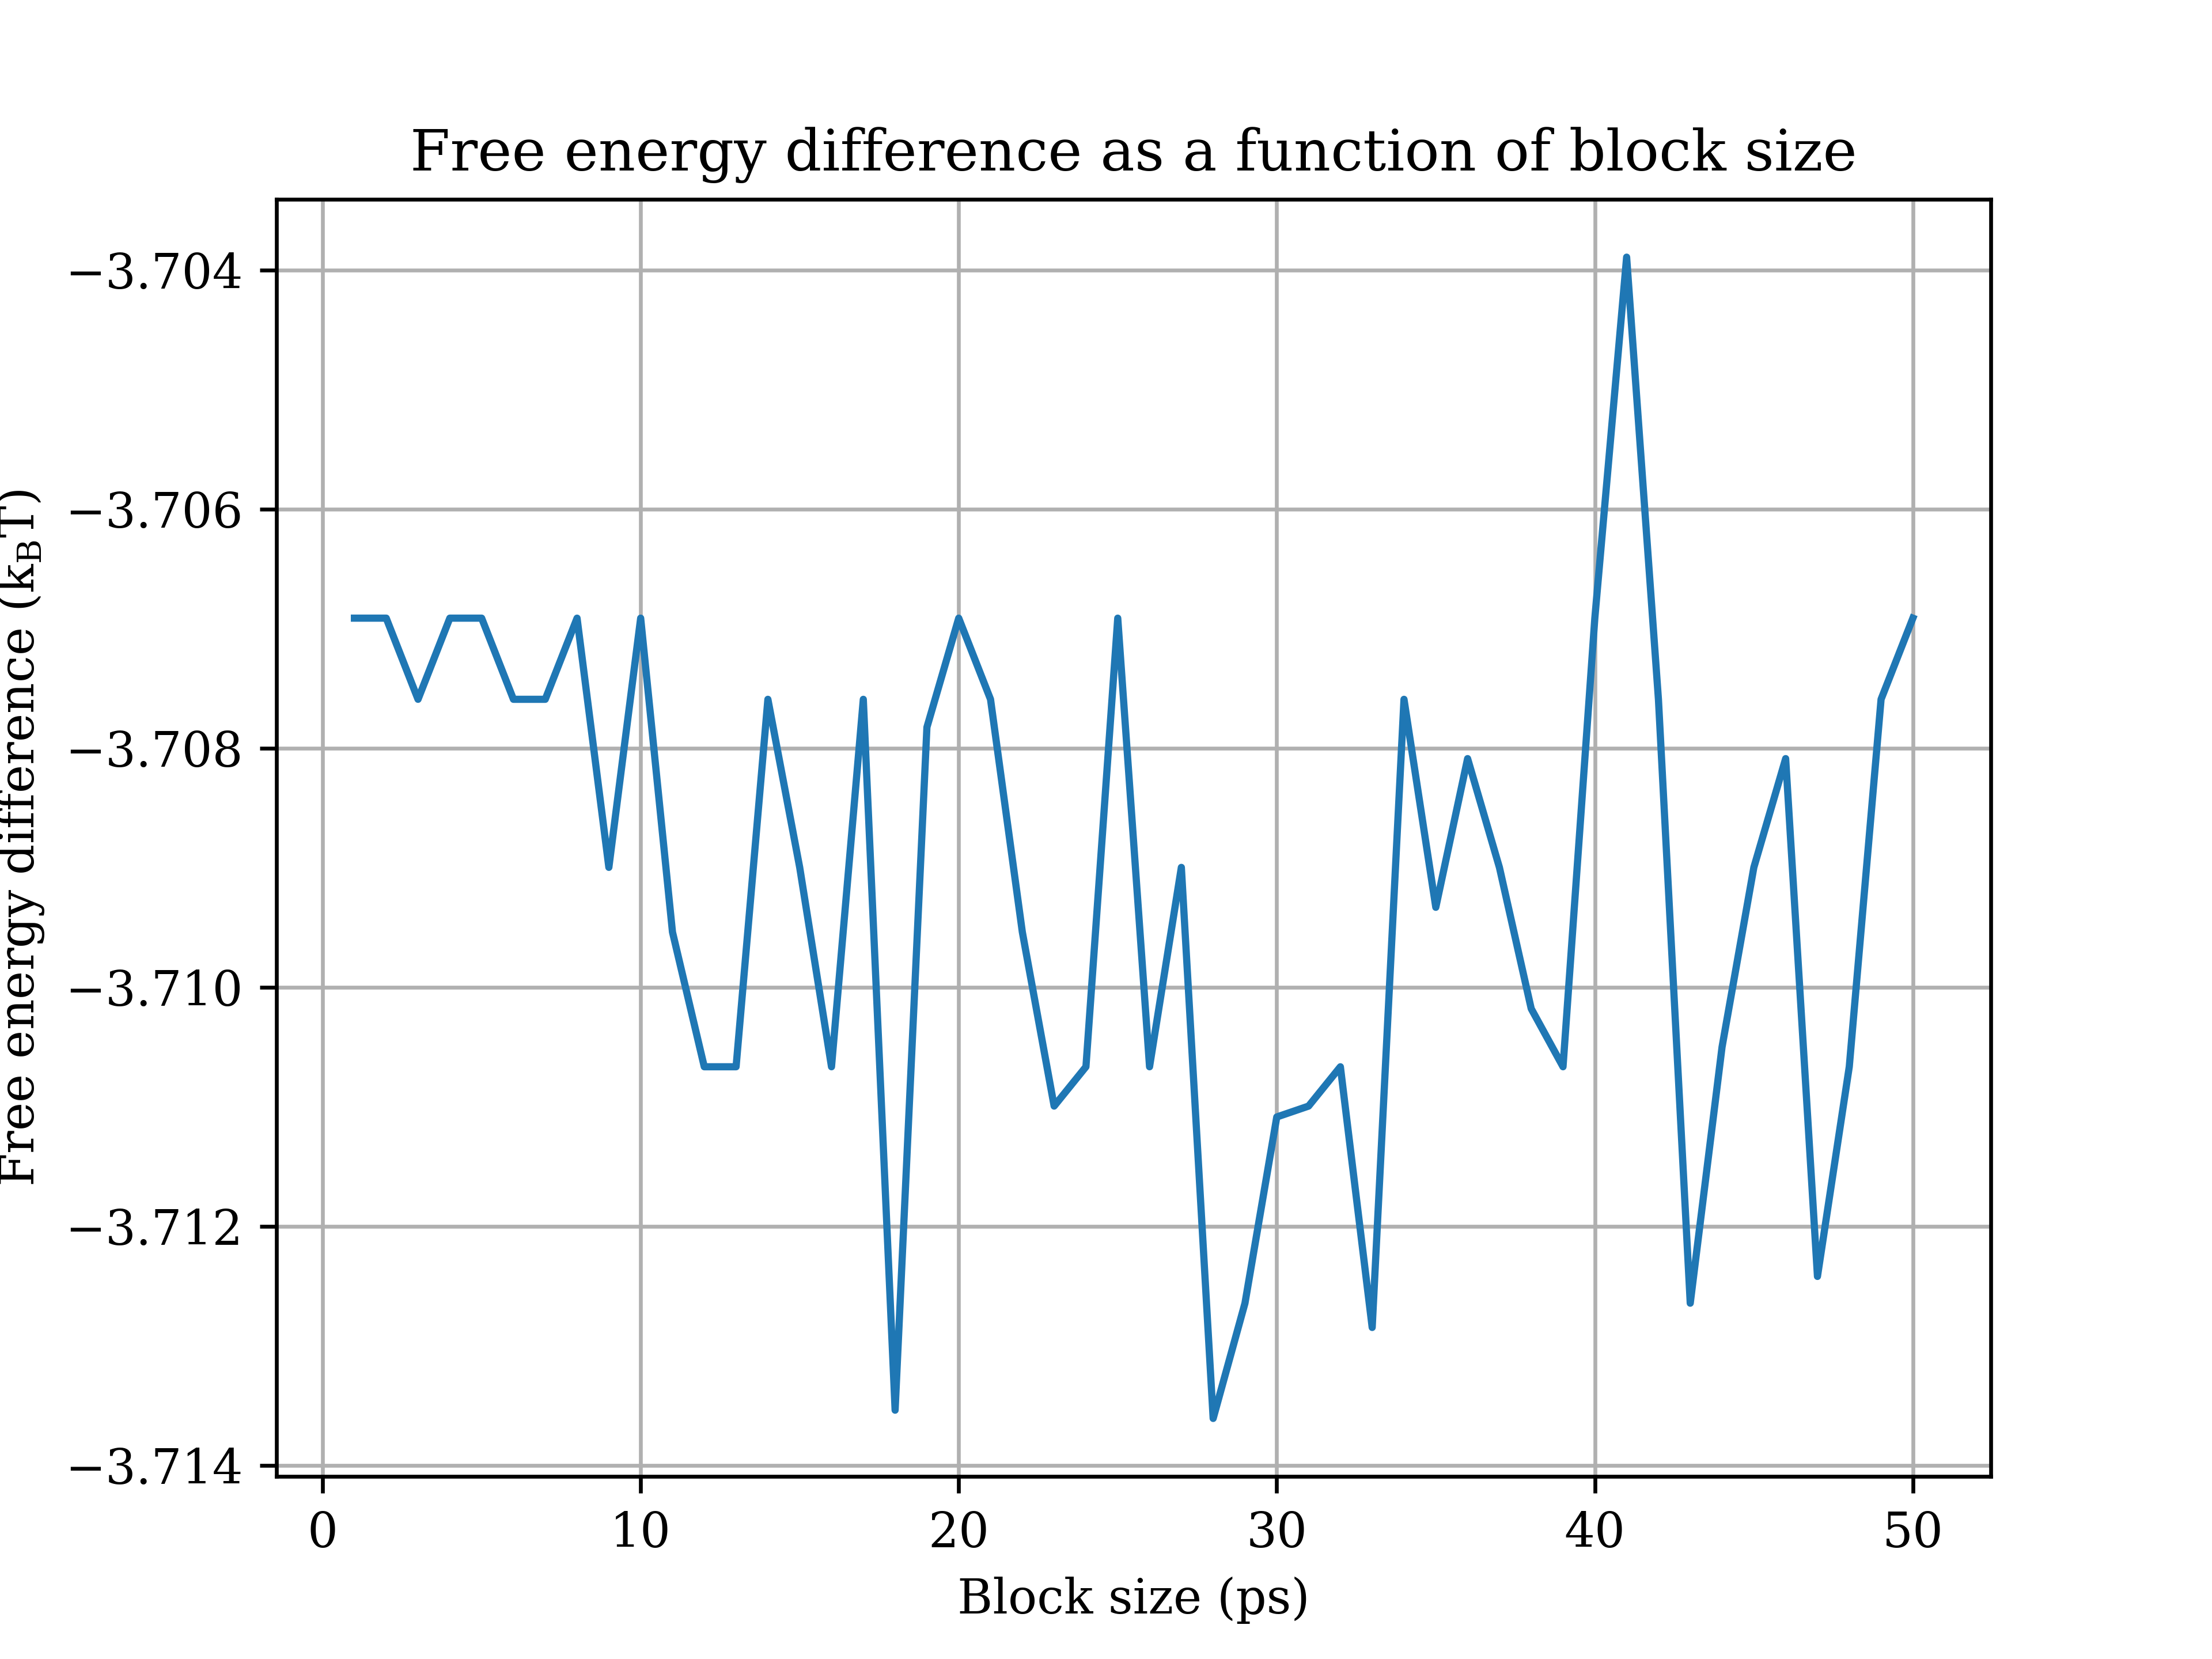 Free energy difference as a function of block size
Free energy difference (k_BT)
−3.704
−3.706
−3.708
−3.710
−3.712
−3.714
0 10 20 30 40 50
Block size (ps)